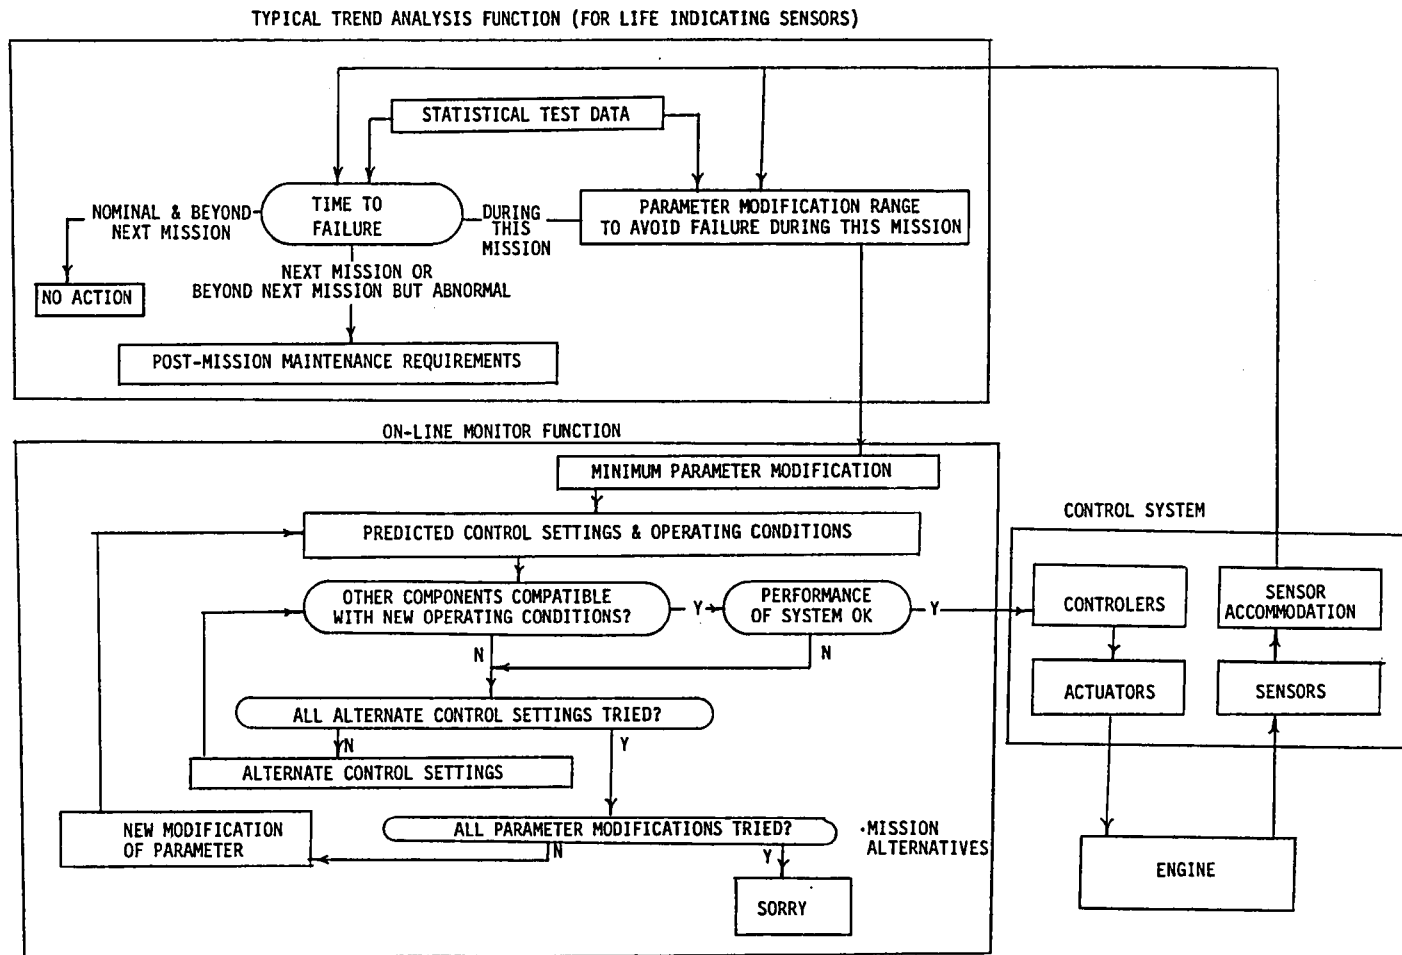 TYPICAL TREND ANALYSIS FUNCTION (FOR LIFE INDICATING SENSORS)
STATISTICAL TEST DATA
TIME TO
FAILURE
NOMINAL & BEYOND
NEXT MISSION
DURING
THIS
MISSION
PARAMETER MODIFICATION RANGE
TO AVOID FAILURE DURING THIS MISSION
NO ACTION
NEXT MISSION OR
BEYOND NEXT MISSION BUT ABNORMAL
POST-MISSION MAINTENANCE REQUIREMENTS
ON-LINE MONITOR FUNCTION
MINIMUM PARAMETER MODIFICATION
PREDICTED CONTROL SETTINGS & OPERATING CONDITIONS
OTHER COMPONENTS COMPATIBLE
WITH NEW OPERATING CONDITIONS?
Y
PERFORMANCE
OF SYSTEM OK
Y
N
N
ALL ALTERNATE CONTROL SETTINGS TRIED?
N
Y
ALTERNATE CONTROL SETTINGS
NEW MODIFICATION
OF PARAMETER
ALL PARAMETER MODIFICATIONS TRIED?
N
Y
·MISSION
ALTERNATIVES
SORRY
CONTROL SYSTEM
CONTROLERS
SENSOR
ACCOMMODATION
ACTUATORS
SENSORS
ENGINE